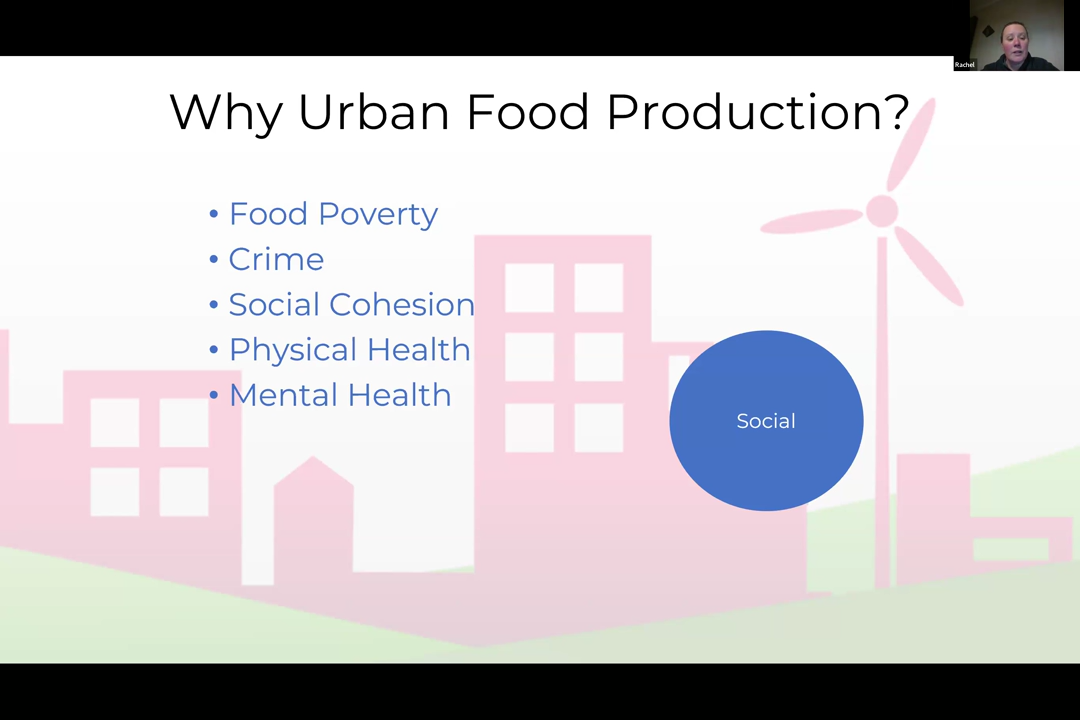 Rachel
Why Urban Food Production?
• Food Poverty
• Crime
• Social Cohesion
• Physical Health
• Mental Health
Social